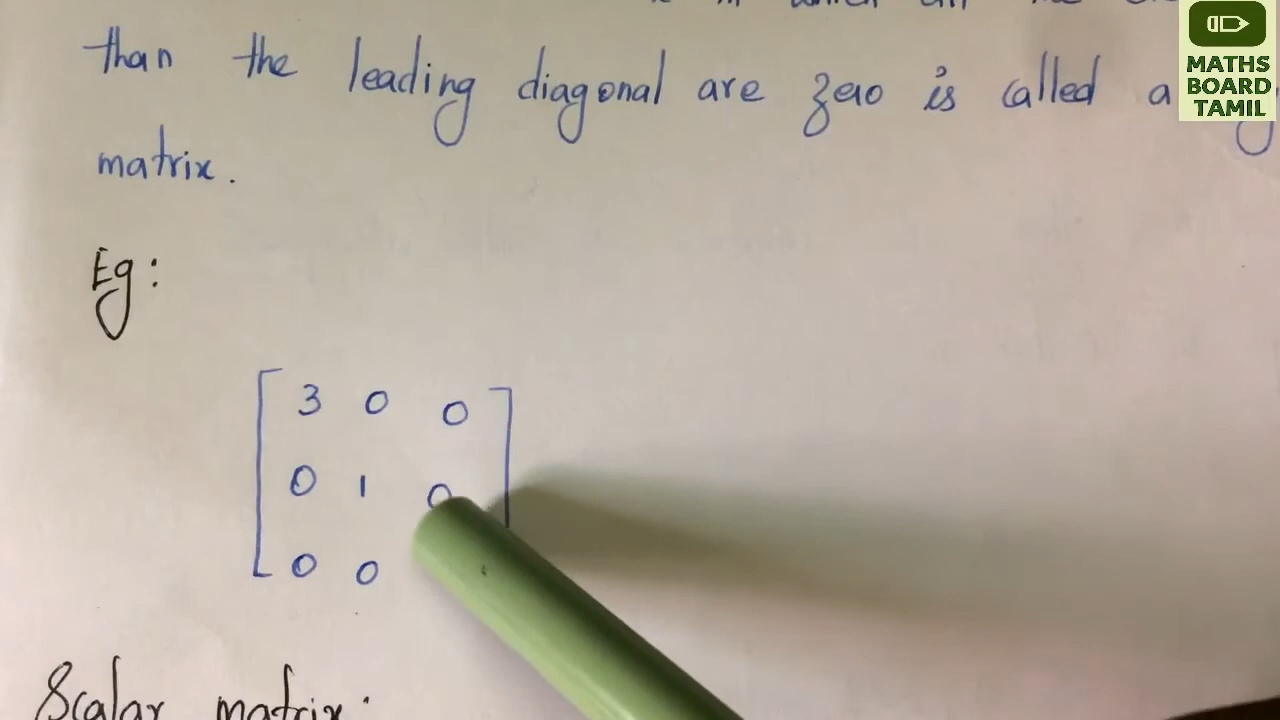 than the leading diagonal are zero is called a
matrix.
Eg:
3 0 0
0 1 0
0 0
Scalar matrix:
MATHS
BOARD
TAMIL